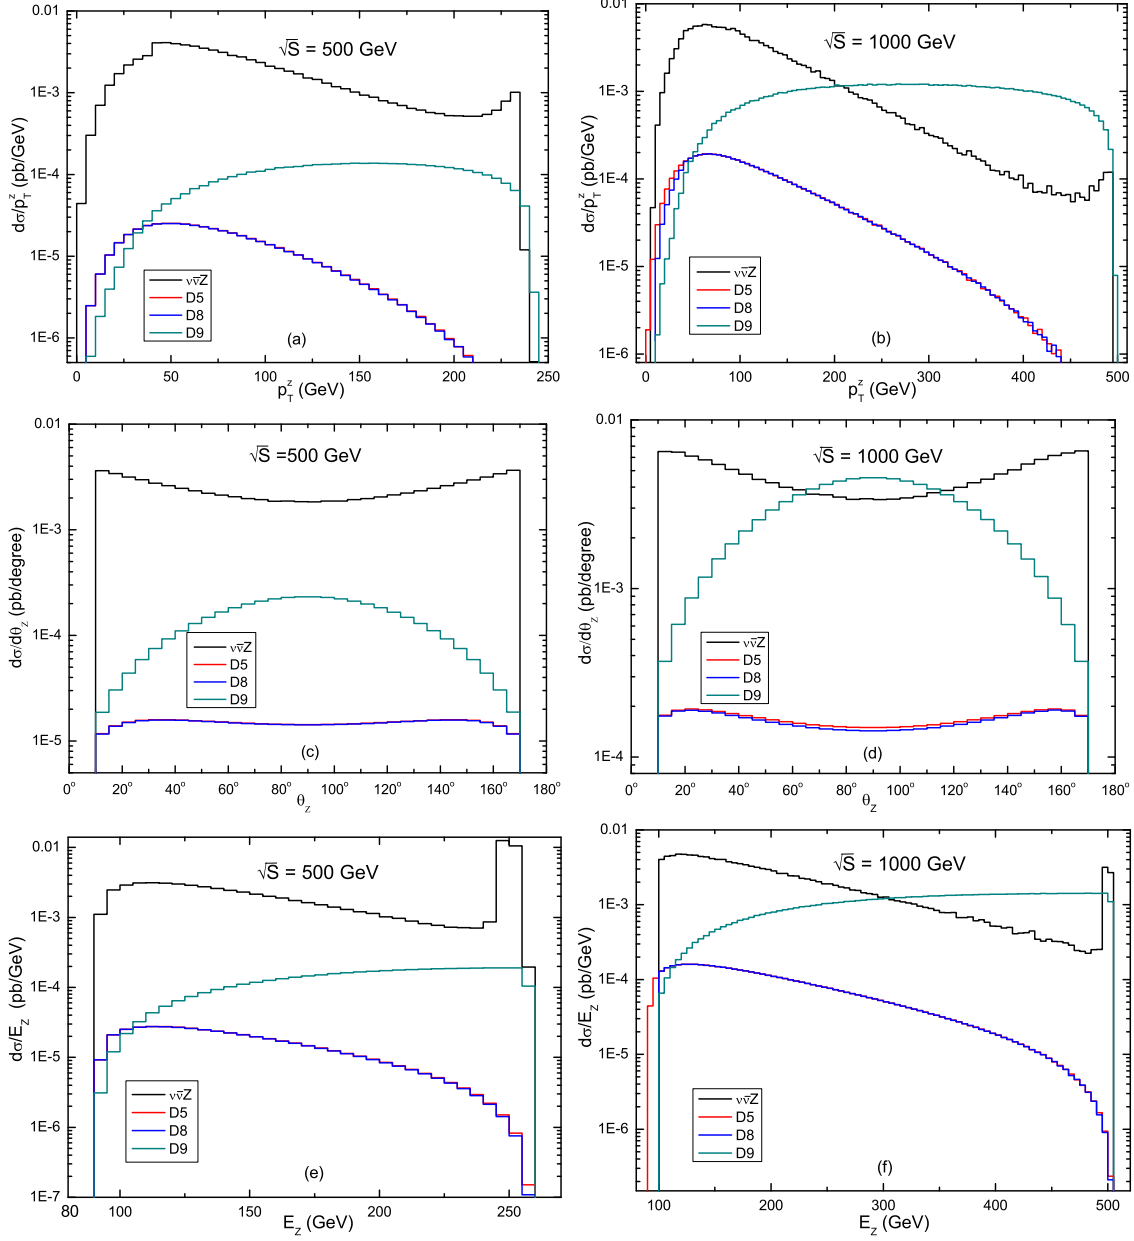 0.01
1E-3
1E-4
1E-5
1E-6
dσ/p_T^z (pb/GeV)
√S = 500 GeV
νν̄Z
D5
D8
D9
(a)
0 50 100 150 200 250
p_T^z (GeV)
0.01
1E-3
1E-4
1E-5
1E-6
dσ/p_T^z (pb/GeV)
√S = 1000 GeV
νν̄Z
D5
D8
D9
(b)
0 100 200 300 400 500
p_T^z (GeV)
0.01
1E-3
1E-4
1E-5
dσ/dθ_Z (pb/degree)
√S =500 GeV
νν̄Z
D5
D8
D9
(c)
0° 20° 40° 60° 80° 100° 120° 140° 160° 180°
θ_Z
0.01
1E-3
1E-4
dσ/dθ_Z (pb/degree)
√S = 1000 GeV
νν̄Z
D5
D8
D9
(d)
0° 20° 40° 60° 80° 100° 120° 140° 160° 180°
θ_Z
0.01
1E-3
1E-4
1E-5
1E-6
1E-7
dσ/E_Z (pb/GeV)
√S = 500 GeV
νν̄Z
D5
D8
D9
(e)
80 100 150 200 250
E_Z (GeV)
0.01
1E-3
1E-4
1E-5
1E-6
dσ/E_Z (pb/GeV)
√S = 1000 GeV
νν̄Z
D5
D8
D9
(f)
100 200 300 400 500
E_Z (GeV)